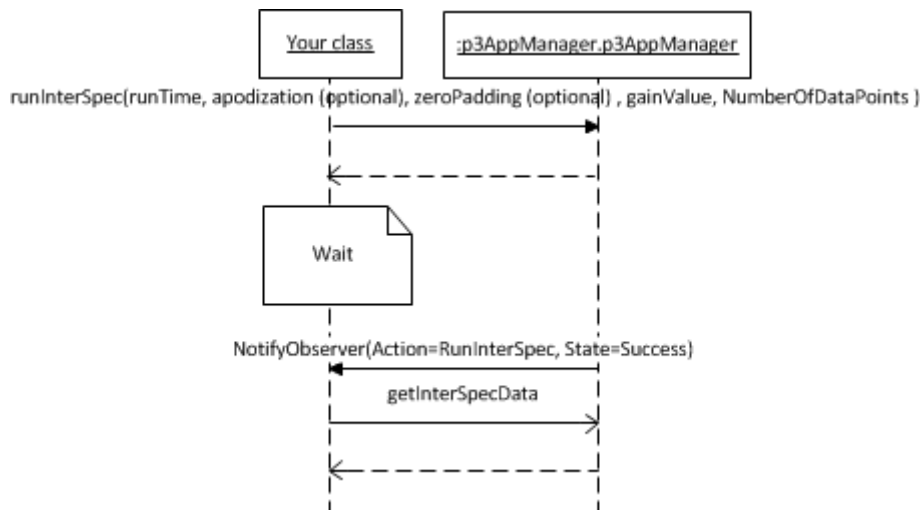 Your class
:p3AppManager.p3AppManager
runInterSpec(runTime, apodization (optional), zeroPadding (optional) , gainValue, NumberOfDataPoints )
Wait
NotifyObserver(Action=RunInterSpec, State=Success)
getInterSpecData